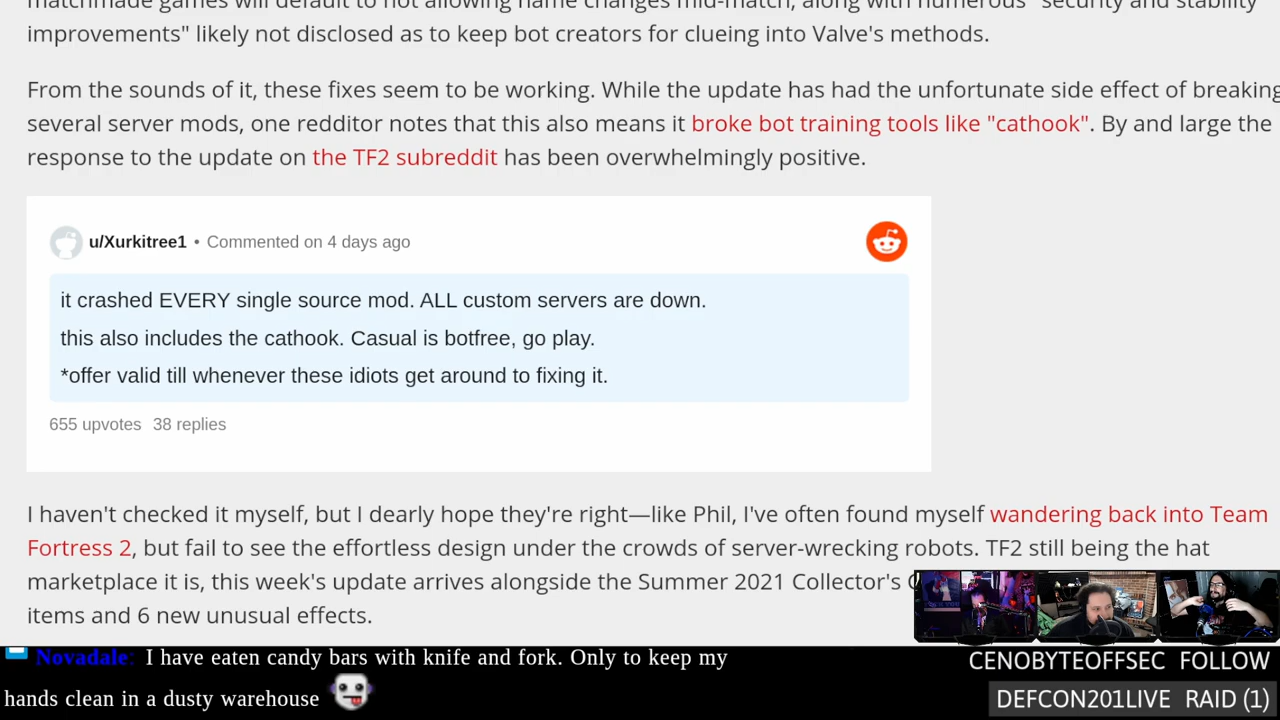 matchmade games will default to not allowing name changes mid-match, along with numerous "security and stability
improvements" likely not disclosed as to keep bot creators for clueing into Valve's methods.
From the sounds of it, these fixes seem to be working. While the update has had the unfortunate side effect of breaking
several server mods, one redditor notes that this also means it broke bot training tools like "cathook". By and large the
response to the update on the TF2 subreddit has been overwhelmingly positive.
u/Xurkitree1 • Commented on 4 days ago
it crashed EVERY single source mod. ALL custom servers are down.
this also includes the cathook. Casual is botfree, go play.
*offer valid till whenever these idiots get around to fixing it.
655 upvotes 38 replies
I haven't checked it myself, but I dearly hope they're right—like Phil, I've often found myself wandering back into Team
Fortress 2, but fail to see the effortless design under the crowds of server-wrecking robots. TF2 still being the hat
marketplace it is, this week's update arrives alongside the Summer 2021 Collector's
items and 6 new unusual effects.
Novadale: I have eaten candy bars with knife and fork. Only to keep my
hands clean in a dusty warehouse
CENOBYTEOFFSEC FOLLOW
DEFCON201LIVE RAID (1)